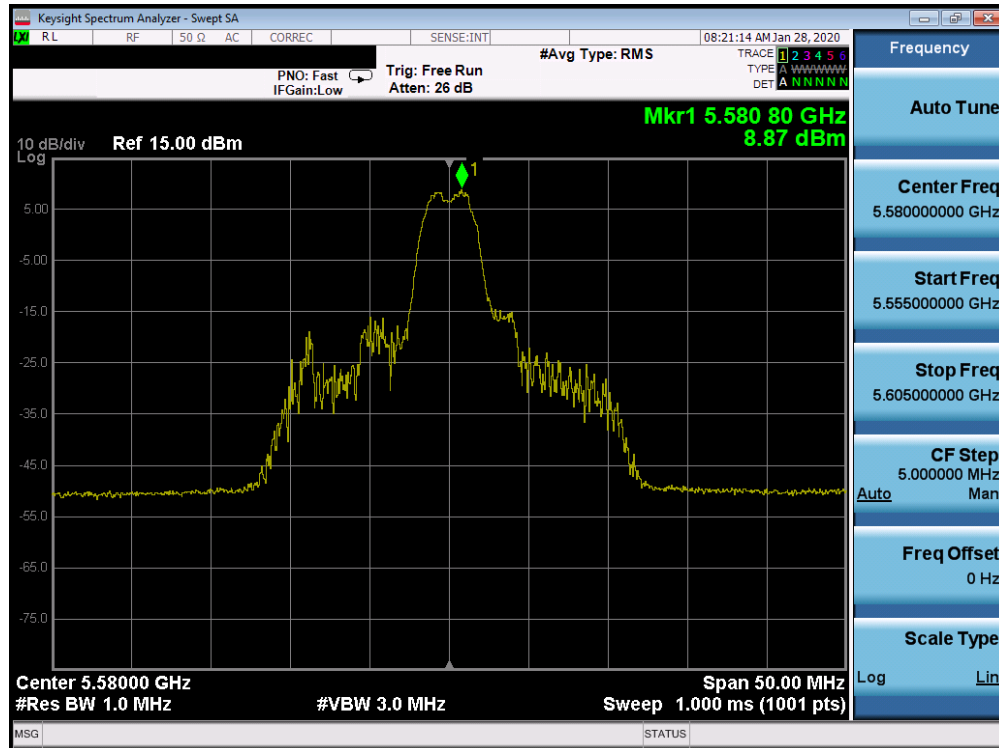 Keysight Spectrum Analyzer - Swept SA
LXI RL RF 50 Ω AC CORREC SENSE:INT 08:21:14 AM Jan 28, 2020
#Avg Type: RMS TRACE 1 2 3 4 5 6
PNO: Fast Trig: Free Run TYPE A WWWWW
IFGain:Low Atten: 26 dB DET A N N N N N
Mkr1 5.580 80 GHz
8.87 dBm
10 dB/div Ref 15.00 dBm
Log
1
5.00
-5.00
-15.0
-25.0
-35.0
-45.0
-55.0
-65.0
-75.0
Center 5.58000 GHz Span 50.00 MHz
#Res BW 1.0 MHz #VBW 3.0 MHz Sweep 1.000 ms (1001 pts)
MSG STATUS
Frequency
Auto Tune
Center Freq
5.580000000 GHz
Start Freq
5.555000000 GHz
Stop Freq
5.605000000 GHz
CF Step
5.000000 MHz
Auto Man
Freq Offset
0 Hz
Scale Type
Log Lin